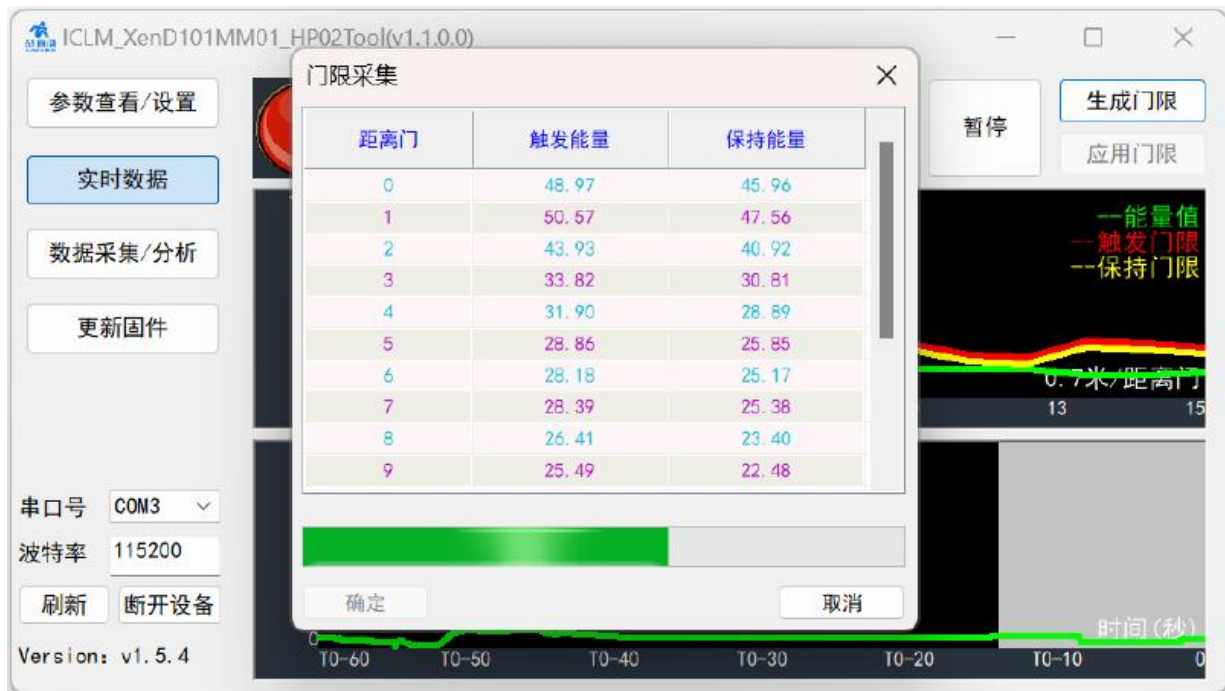 ICLM_XenD101MM01_HP02Tool(v1.1.0.0)
参数查看/设置
实时数据
数据采集/分析
更新固件
串口号 COM3
波特率 115200
刷新 断开设备
Version: v1.5.4
门限采集
距离门 触发能量 保持能量
0 48.97 45.96
1 50.57 47.56
2 43.93 40.92
3 33.82 30.81
4 31.90 28.89
5 28.86 25.85
6 28.18 25.17
7 28.39 25.38
8 26.41 23.40
9 25.49 22.48
确定 取消
暂停
生成门限
应用门限
--能量值
--触发门限
--保持门限
0.7米/距离门
13 15
时间(秒)
0
T0-60 T0-50 T0-40 T0-30 T0-20 T0-10 0